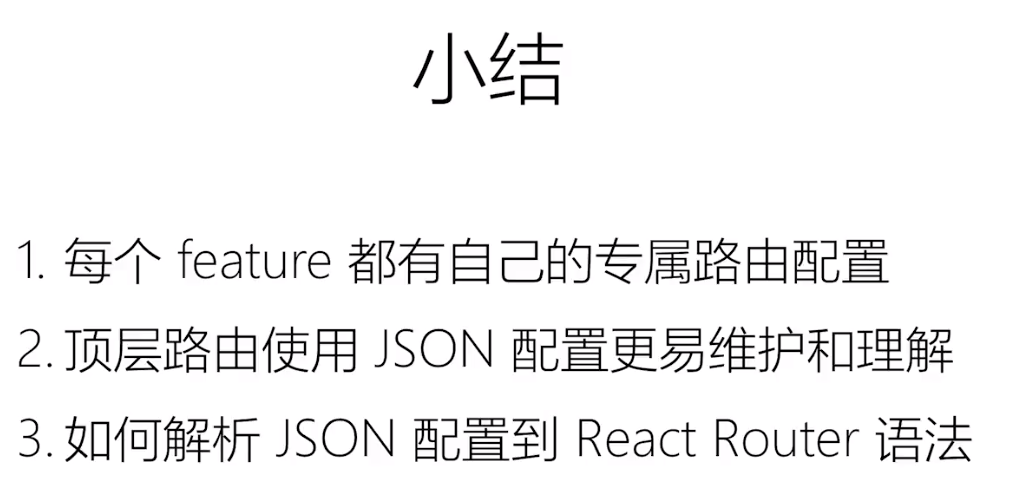 小结
1. 每个 feature 都有自己的专属路由配置
2. 顶层路由使用 JSON 配置更易维护和理解
3. 如何解析 JSON 配置到 React Router 语法